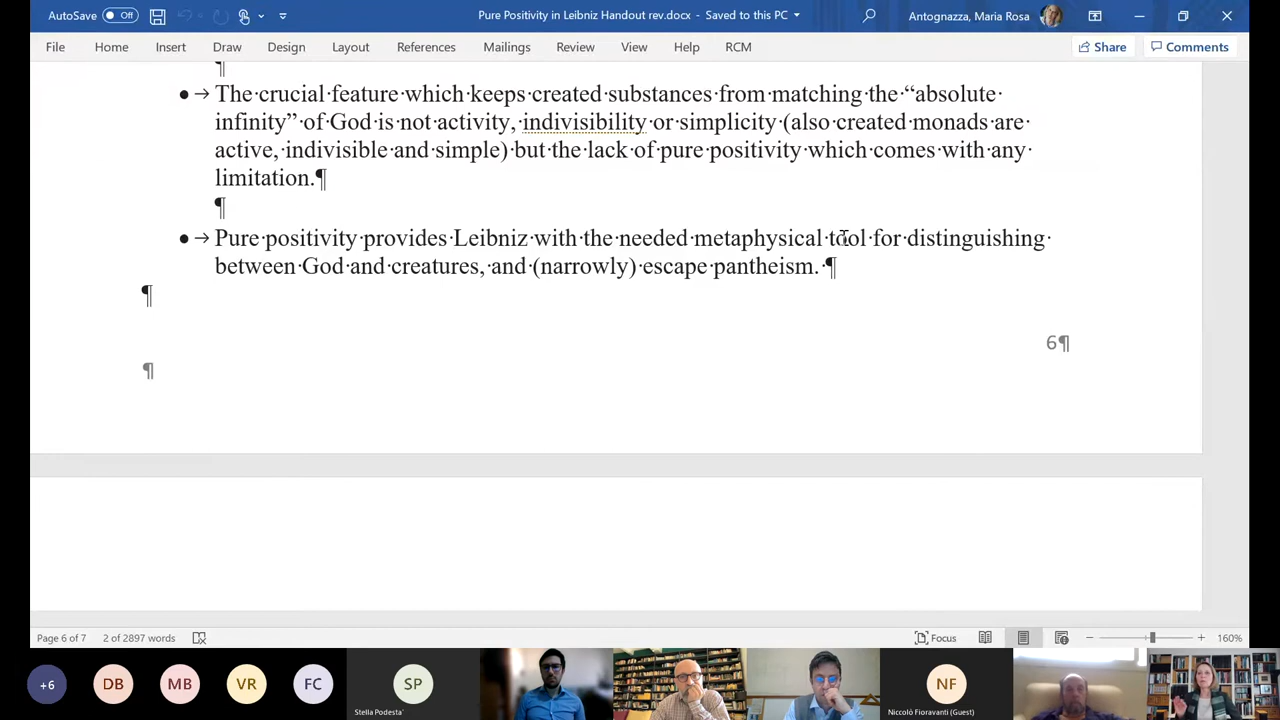 AutoSave Off Pure Positivity in Leibniz Handout rev.docx - Saved to this PC Antognazza, Maria Rosa
File Home Insert Draw Design Layout References Mailings Review View Help RCM Share Comments
¶
•→The·crucial·feature·which·keeps·created·substances·from·matching·the·“absolute·
infinity”·of·God·is·not·activity,·indivisibility·or·simplicity·(also·created·monads·are·
active,·indivisible·and·simple)·but·the·lack·of·pure·positivity·which·comes·with·any·
limitation.¶
¶
•→Pure·positivity·provides·Leibniz·with·the·needed·metaphysical·tool·for·distinguishing·
between·God·and·creatures,·and·(narrowly)·escape·pantheism.·¶
¶
6¶
¶
Page 6 of 7 2 of 2897 words Focus 160%
+6 DB MB VR FC SP NF
Stella Podesta` Niccolò Fioravanti (Guest)